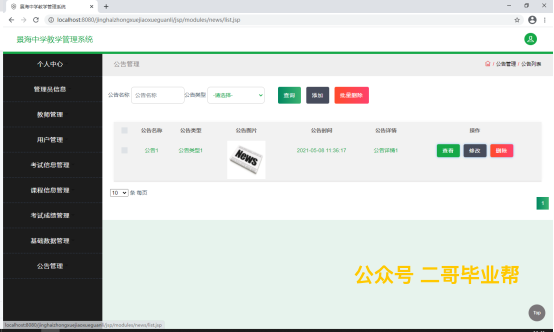 蓝海中学教学管理系统
localhost:8080/jinghaizhongxuejiaoxueguanli/jsp/modules/news/list.jsp
蓝海中学教学管理系统
个人中心
公告管理
/ 公告管理 / 公告列表
管理员信息
公告名称 公告名称 公告类型 -请选择- 查询 添加 批量删除
教师管理
用户管理
公告名称 公告类型 公告图片 公告时间 公告详情 操作
公告1 公告类型1 News 2021-05-08 11:36:17 公告详情1 查看 修改 删除
考试信息管理
课程信息管理
10 条 每页
1
考试成绩管理
基础数据管理
公告管理
公众号 二哥毕业帮
Top
localhost:8080/jinghaizhongxuejiaoxueguanli/jsp/modules/news/list.jsp